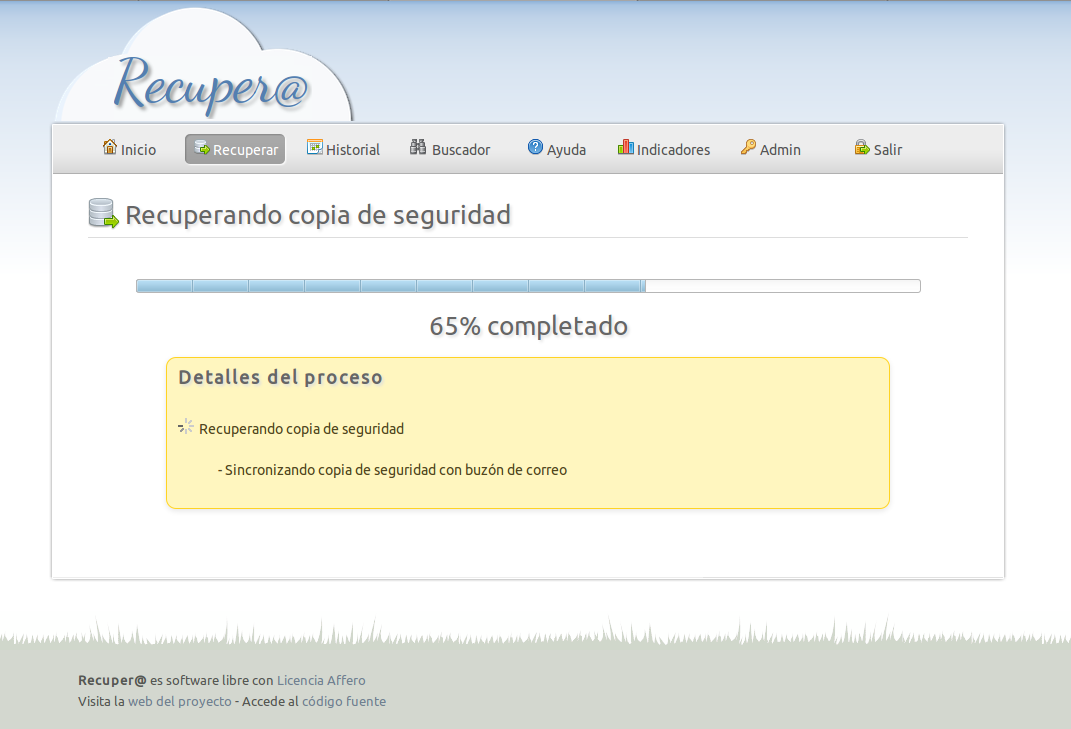 Recuper@
Inicio Recuperar Historial Buscador Ayuda Indicadores Admin Salir
Recuperando copia de seguridad
65% completado
Detalles del proceso
Recuperando copia de seguridad
- Sincronizando copia de seguridad con buzón de correo
Recuper@ es software libre con Licencia Affero
Visita la web del proyecto - Accede al código fuente